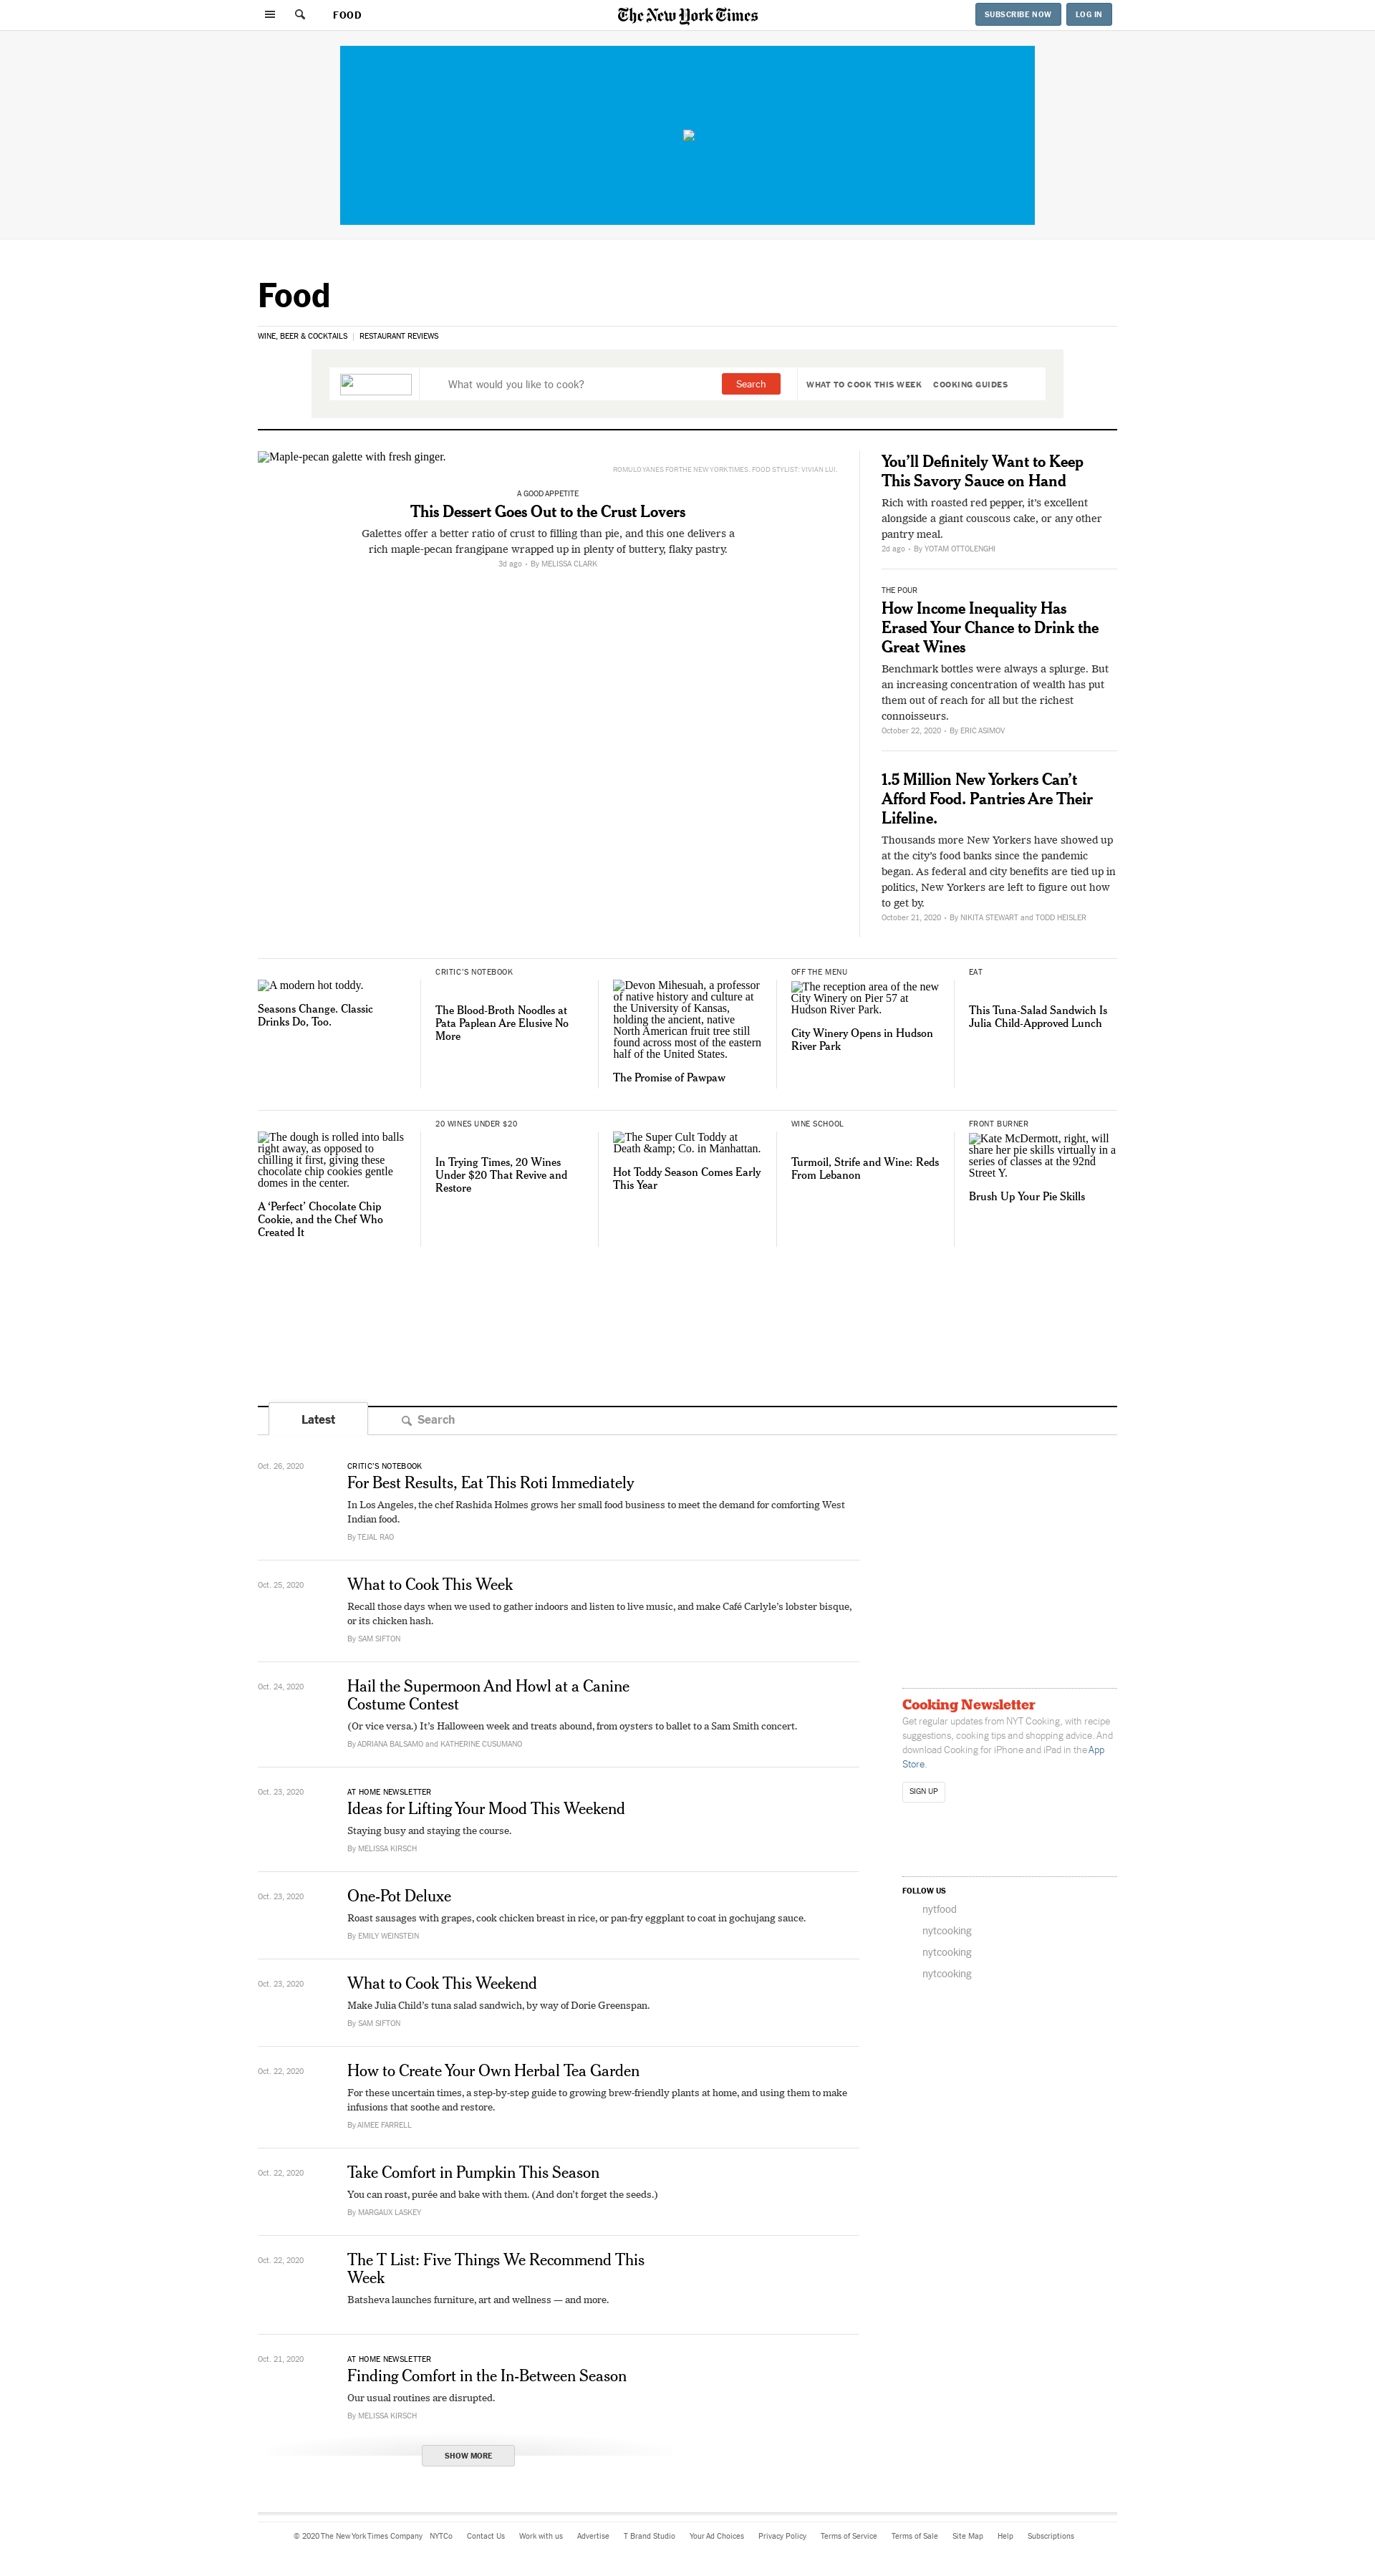 FOOD
The New York Times
SUBSCRIBE NOW
LOG IN
Food
WINE, BEER & COCKTAILS | RESTAURANT REVIEWS
What would you like to cook?
Search
WHAT TO COOK THIS WEEK
COOKING GUIDES
Maple-pecan galette with fresh ginger.
ROMULO YANES FOR THE NEW YORK TIMES. FOOD STYLIST: VIVIAN LUI.
A GOOD APPETITE
This Dessert Goes Out to the Crust Lovers
Galettes offer a better ratio of crust to filling than pie, and this one delivers a
rich maple-pecan frangipane wrapped up in plenty of buttery, flaky pastry.
3d ago • By MELISSA CLARK
You’ll Definitely Want to Keep
This Savory Sauce on Hand
Rich with roasted red pepper, it’s excellent
alongside a giant couscous cake, or any other
pantry meal.
2d ago • By YOTAM OTTOLENGHI
THE POUR
How Income Inequality Has
Erased Your Chance to Drink the
Great Wines
Benchmark bottles were always a splurge. But
an increasing concentration of wealth has put
them out of reach for all but the richest
connoisseurs.
October 22, 2020 • By ERIC ASIMOV
1.5 Million New Yorkers Can’t
Afford Food. Pantries Are Their
Lifeline.
Thousands more New Yorkers have showed up
at the city’s food banks since the pandemic
began. As federal and city benefits are tied up in
politics, New Yorkers are left to figure out how
to get by.
October 21, 2020 • By NIKITA STEWART and TODD HEISLER
A modern hot toddy.
Seasons Change. Classic
Drinks Do, Too.
CRITIC’S NOTEBOOK
The Blood-Broth Noodles at
Pata Paplean Are Elusive No
More
Devon Mihesuah, a professor
of native history and culture at
the University of Kansas,
holding the ancient, native
North American fruit tree still
found across most of the eastern
half of the United States.
The Promise of Pawpaw
OFF THE MENU
The reception area of the new
City Winery on Pier 57 at
Hudson River Park.
City Winery Opens in Hudson
River Park
EAT
This Tuna-Salad Sandwich Is
Julia Child-Approved Lunch
The dough is rolled into balls
right away, as opposed to
chilling it first, giving these
chocolate chip cookies gentle
domes in the center.
A ‘Perfect’ Chocolate Chip
Cookie, and the Chef Who
Created It
20 WINES UNDER $20
In Trying Times, 20 Wines
Under $20 That Revive and
Restore
The Super Cult Toddy at
Death &amp; Co. in Manhattan.
Hot Toddy Season Comes Early
This Year
WINE SCHOOL
Turmoil, Strife and Wine: Reds
From Lebanon
FRONT BURNER
Kate McDermott, right, will
share her pie skills virtually in a
series of classes at the 92nd
Street Y.
Brush Up Your Pie Skills
Latest
Search
Oct. 26, 2020
CRITIC’S NOTEBOOK
For Best Results, Eat This Roti Immediately
In Los Angeles, the chef Rashida Holmes grows her small food business to meet the demand for comforting West
Indian food.
By TEJAL RAO
Oct. 25, 2020
What to Cook This Week
Recall those days when we used to gather indoors and listen to live music, and make Café Carlyle’s lobster bisque,
or its chicken hash.
By SAM SIFTON
Oct. 24, 2020
Hail the Supermoon And Howl at a Canine
Costume Contest
(Or vice versa.) It’s Halloween week and treats abound, from oysters to ballet to a Sam Smith concert.
By ADRIANA BALSAMO and KATHERINE CUSUMANO
Oct. 23, 2020
AT HOME NEWSLETTER
Ideas for Lifting Your Mood This Weekend
Staying busy and staying the course.
By MELISSA KIRSCH
Oct. 23, 2020
One-Pot Deluxe
Roast sausages with grapes, cook chicken breast in rice, or pan-fry eggplant to coat in gochujang sauce.
By EMILY WEINSTEIN
Oct. 23, 2020
What to Cook This Weekend
Make Julia Child’s tuna salad sandwich, by way of Dorie Greenspan.
By SAM SIFTON
Oct. 22, 2020
How to Create Your Own Herbal Tea Garden
For these uncertain times, a step-by-step guide to growing brew-friendly plants at home, and using them to make
infusions that soothe and restore.
By AIMEE FARRELL
Oct. 22, 2020
Take Comfort in Pumpkin This Season
You can roast, purée and bake with them. (And don’t forget the seeds.)
By MARGAUX LASKEY
Oct. 22, 2020
The T List: Five Things We Recommend This
Week
Batsheva launches furniture, art and wellness — and more.
Oct. 21, 2020
AT HOME NEWSLETTER
Finding Comfort in the In-Between Season
Our usual routines are disrupted.
By MELISSA KIRSCH
SHOW MORE
Cooking Newsletter
Get regular updates from NYT Cooking, with recipe
suggestions, cooking tips and shopping advice. And
download Cooking for iPhone and iPad in the App
Store.
SIGN UP
FOLLOW US
nytfood
nytcooking
nytcooking
nytcooking
© 2020 The New York Times Company NYTCo Contact Us Work with us Advertise T Brand Studio Your Ad Choices Privacy Policy Terms of Service Terms of Sale Site Map Help Subscriptions